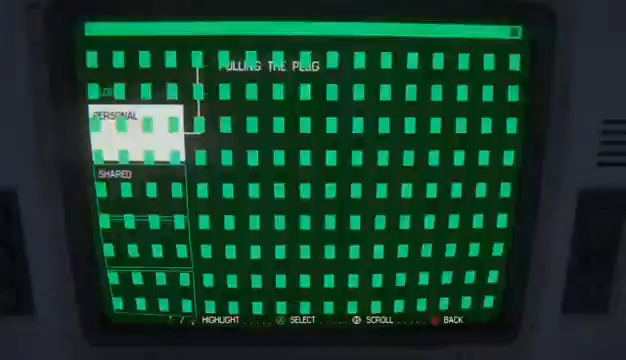 PULLING THE PLUG
PERSONAL
SHARED
HIGHLIGHT ..... Ⓐ SELECT ..... SCROLL ..... BACK